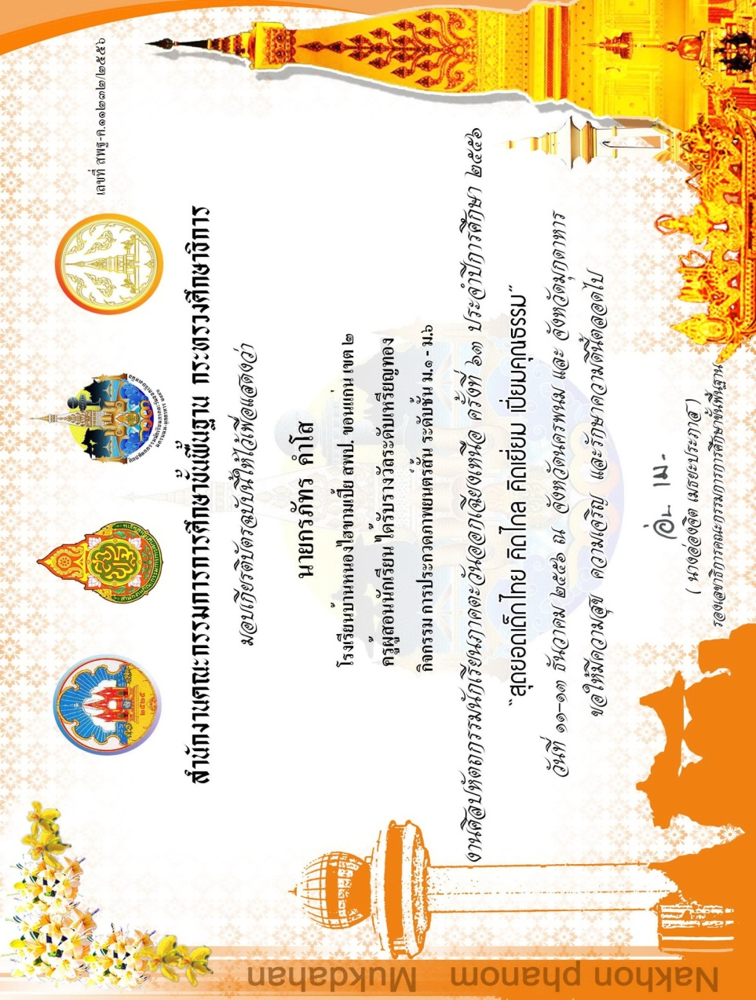 เลขที่ สพฐ-ค.๑๑๒๓๒/๒๕๕๖
สำนักงานคณะกรรมการการศึกษาขั้นพื้นฐาน กระทรวงศึกษาธิการ
มอบเกียรติบัตรฉบับนี้ให้ไว้เพื่อแสดงว่า
นายกรภัทร คำโส
โรงเรียนบ้านหนองไฮขามเปี้ย สพป. ขอนแก่น เขต ๒
ครูผู้สอนนักเรียน ได้รับรางวัลระดับเหรียญทอง
กิจกรรม การประกวดภาพยนตร์สั้น ระดับชั้น ม.๑ - ม.๖
งานศิลปหัตถกรรมนักเรียนภาคตะวันออกเฉียงเหนือ ครั้งที่ ๖๓ ประจำปีการศึกษา ๒๕๕๖
“สุดยอดเด็กไทย คิดไกล คิดเยี่ยม เปี่ยมคุณธรรม”
วันที่ ๑๑-๑๓ ธันวาคม ๒๕๕๖ ณ จังหวัดนครพนม และ จังหวัดมุกดาหาร
ขอให้มีความสุข ความเจริญ และรักษาความดีนี้ตลอดไป
( นางอ่องจิต เมธยะประภาส )
รองเลขาธิการคณะกรรมการการศึกษาขั้นพื้นฐาน
Nakhon phanom Mukdahan